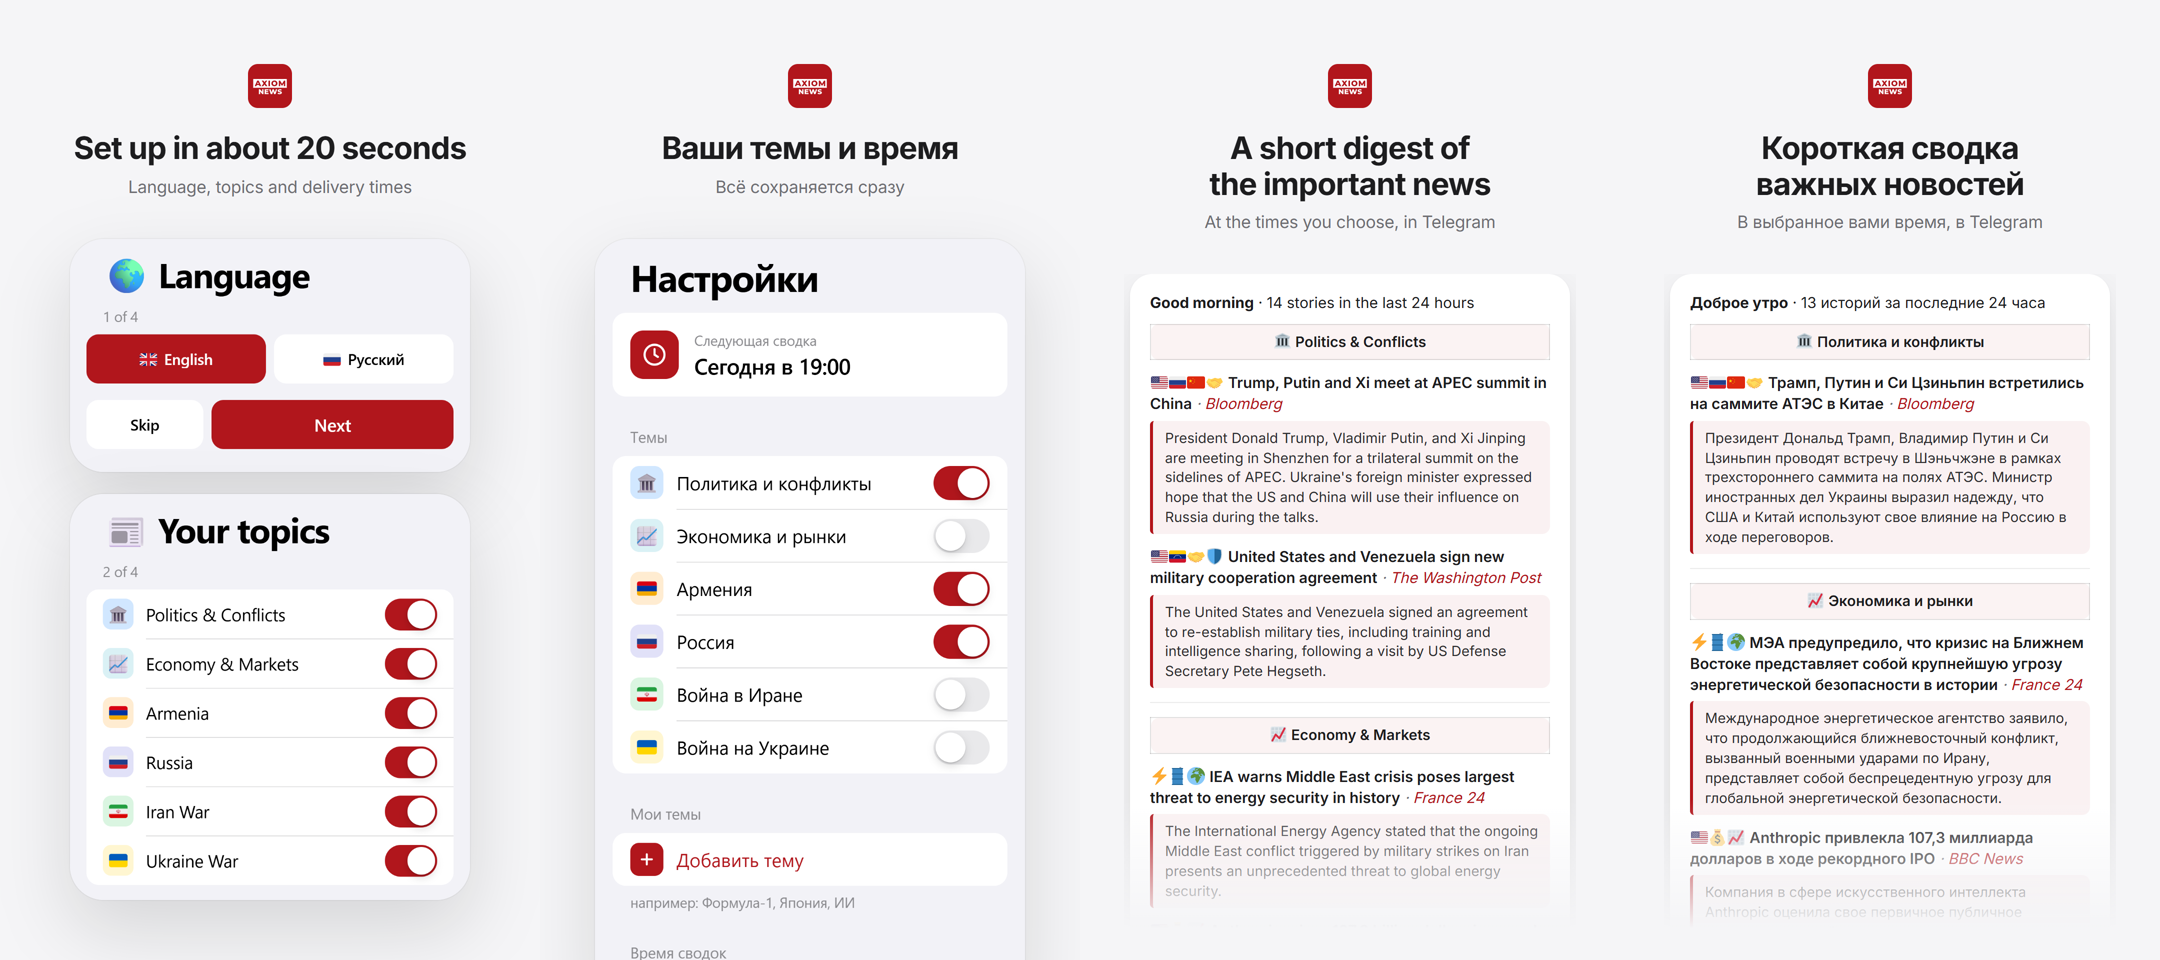 AXIOM
NEWS
Set up in about 20 seconds
Language, topics and delivery times
Language
1 of 4
English
Русский
Skip
Next
Your topics
2 of 4
Politics & Conflicts
Economy & Markets
Armenia
Russia
Iran War
Ukraine War
AXIOM
NEWS
Ваши темы и время
Всё сохраняется сразу
Настройки
Следующая сводка
Сегодня в 19:00
Темы
Политика и конфликты
Экономика и рынки
Армения
Россия
Война в Иране
Война на Украине
Мои темы
Добавить тему
например: Формула-1, Япония, ИИ
Время сводок
AXIOM
NEWS
A short digest of
the important news
At the times you choose, in Telegram
Good morning · 14 stories in the last 24 hours
Politics & Conflicts
Trump, Putin and Xi meet at APEC summit in
China · Bloomberg
President Donald Trump, Vladimir Putin, and Xi Jinping
are meeting in Shenzhen for a trilateral summit on the
sidelines of APEC. Ukraine's foreign minister expressed
hope that the US and China will use their influence on
Russia during the talks.
United States and Venezuela sign new
military cooperation agreement · The Washington Post
The United States and Venezuela signed an agreement
to re-establish military ties, including training and
intelligence sharing, following a visit by US Defense
Secretary Pete Hegseth.
Economy & Markets
IEA warns Middle East crisis poses largest
threat to energy security in history · France 24
The International Energy Agency stated that the ongoing
Middle East conflict triggered by military strikes on Iran
presents an unprecedented threat to global energy
security.
AXIOM
NEWS
Короткая сводка
важных новостей
В выбранное вами время, в Telegram
Доброе утро · 13 историй за последние 24 часа
Политика и конфликты
Трамп, Путин и Си Цзиньпин встретились
на саммите АТЭС в Китае · Bloomberg
Президент Дональд Трамп, Владимир Путин и Си
Цзиньпин проводят встречу в Шэньчжэне в рамках
трехстороннего саммита на полях АТЭС. Министр
иностранных дел Украины выразил надежду, что
США и Китай используют свое влияние на Россию в
ходе переговоров.
Экономика и рынки
МЭА предупредило, что кризис на Ближнем
Востоке представляет собой крупнейшую угрозу
энергетической безопасности в истории · France 24
Международное энергетическое агентство заявило,
что продолжающийся ближневосточный конфликт,
вызванный военными ударами по Ирану,
представляет собой беспрецедентную угрозу для
глобальной энергетической безопасности.
Anthropic привлекла 107,3 миллиарда
долларов в ходе рекордного IPO · BBC News
Компания в сфере искусственного интеллекта
Anthropic оценила свое первичное публичное